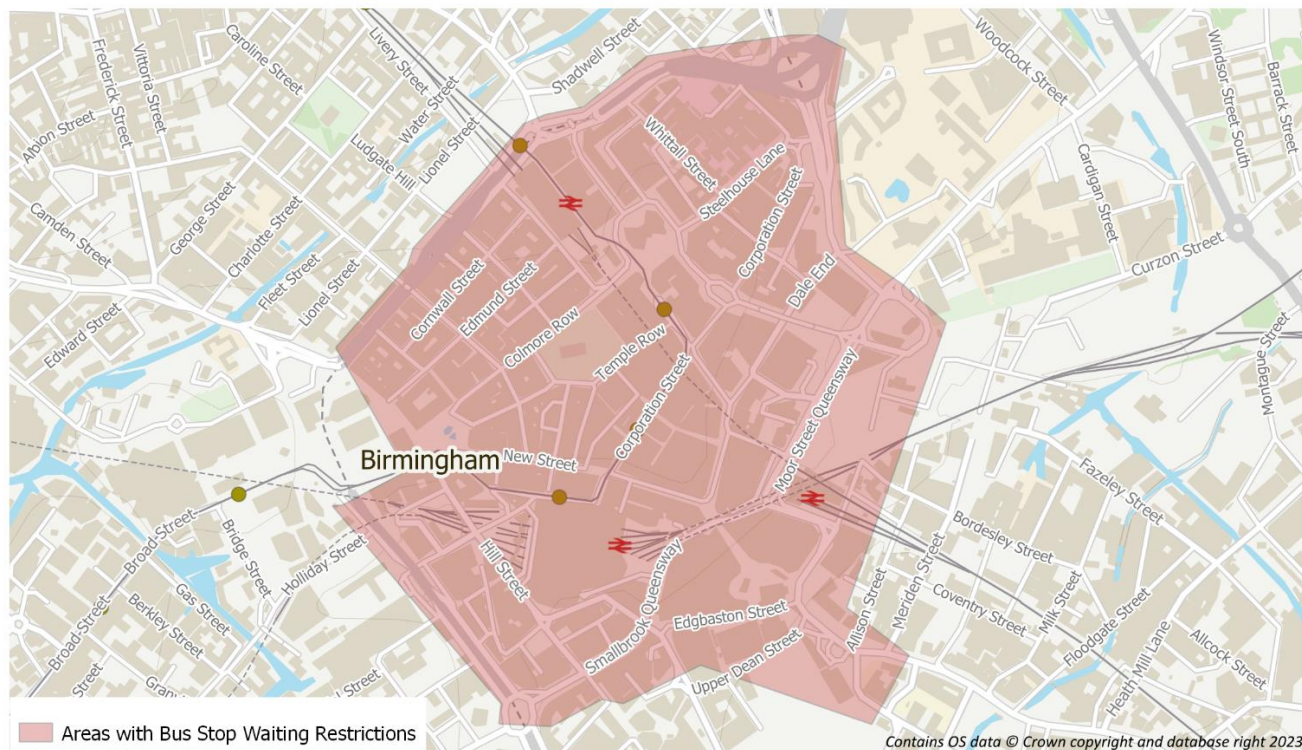 Frederick Street
Vittoria Street
Caroline Street
Livery Street
Shadwell Street
Woodcock Street
Windsor Street South
Barrack Street
Albion Street
Water Street
Lionel Street
Ludgate Hill
Whittall Street
Steelhouse Lane
Cardigan Street
Camden Street
George Street
Charlotte Street
Corporation Street
Curzon Street
Fleet Street
Lionel Street
Cornwall Street
Edmund Street
Dale End
Edward Street
Colmore Row
Temple Row
Montague Street
Corporation Street
Moor Street Queensway
Birmingham
New Street
Fazeley Street
Broad-Street
Bridge Street
Holliday Street
Hill Street
Bordesley Street
Gas Street
Berkley Street
Smallbrook Queensway
Edgbaston Street
Allison Street
Meriden Street
Coventry Street
Milk Street
Floodgate Street
Allcock Street
Broad-Street
Upper Dean Street
Heath Mill Lane
Street
Areas with Bus Stop Waiting Restrictions
Contains OS data © Crown copyright and database right 2023